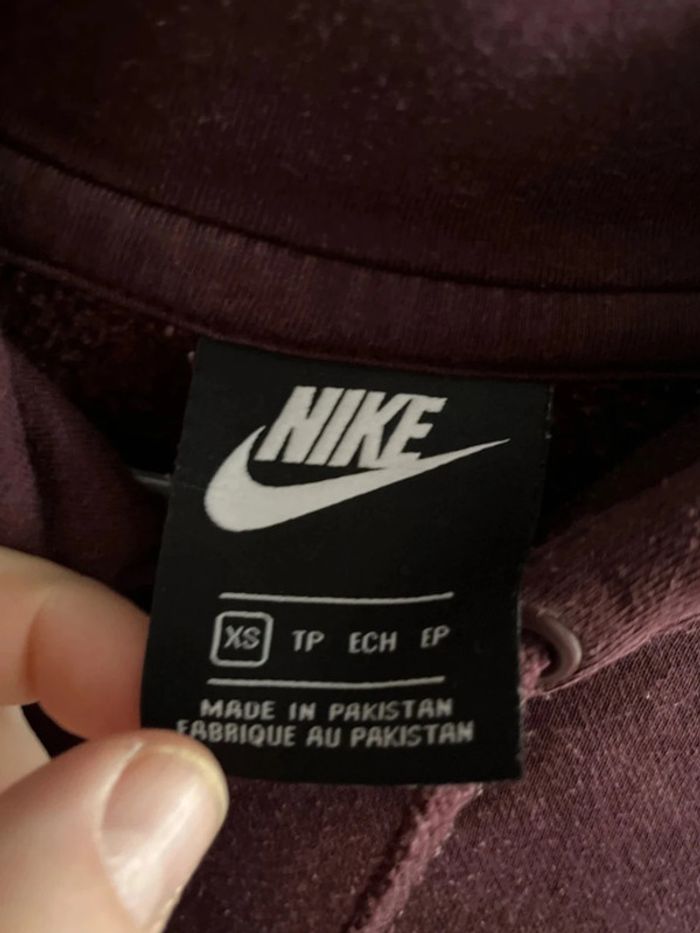 NIKE
XS TP ECH EP
MADE IN PAKISTAN
FABRIQUE AU PAKISTAN